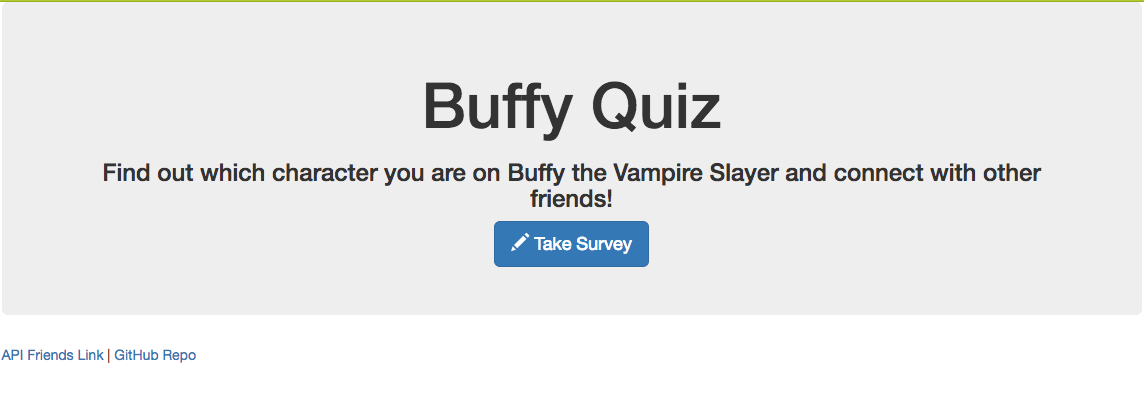 Buffy Quiz
Find out which character you are on Buffy the Vampire Slayer and connect with other
friends!
Take Survey
API Friends Link | GitHub Repo